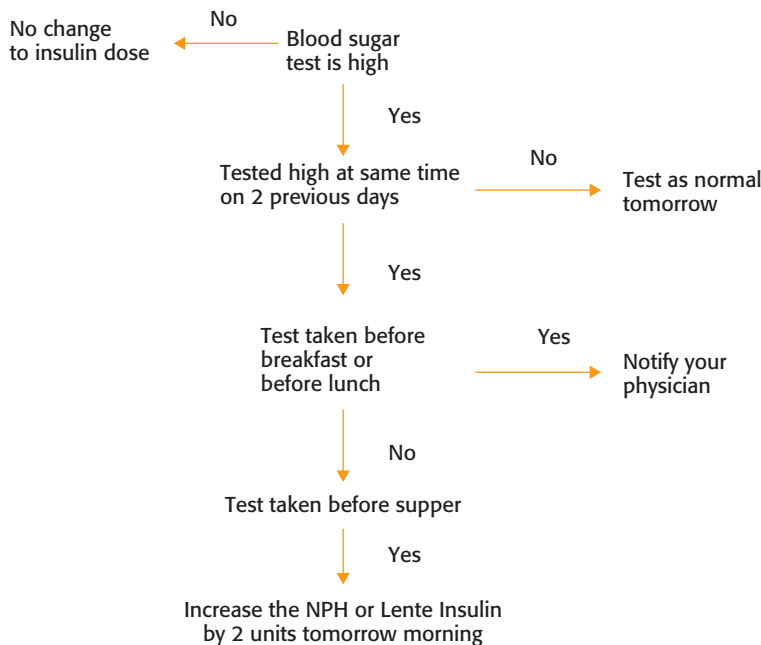 No change
to insulin dose
No
Blood sugar
test is high
Yes
Tested high at same time
on 2 previous days
No
Test as normal
tomorrow
Yes
Test taken before
breakfast or
before lunch
Yes
Notify your
physician
No
Test taken before supper
Yes
Increase the NPH or Lente Insulin
by 2 units tomorrow morning